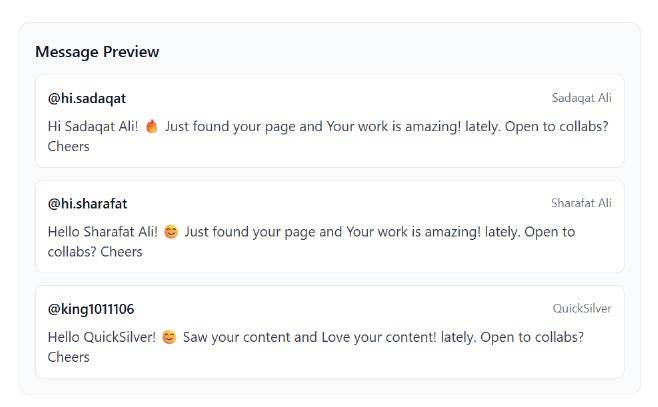 Message Preview
@hi.sadaqat Sadaqat Ali
Hi Sadaqat Ali! 🔥 Just found your page and Your work is amazing! lately. Open to collabs?
Cheers
@hi.sharafat Sharafat Ali
Hello Sharafat Ali! 😊 Just found your page and Your work is amazing! lately. Open to
collabs? Cheers
@king1011106 QuickSilver
Hello QuickSilver! 😊 Saw your content and Love your content! lately. Open to collabs?
Cheers